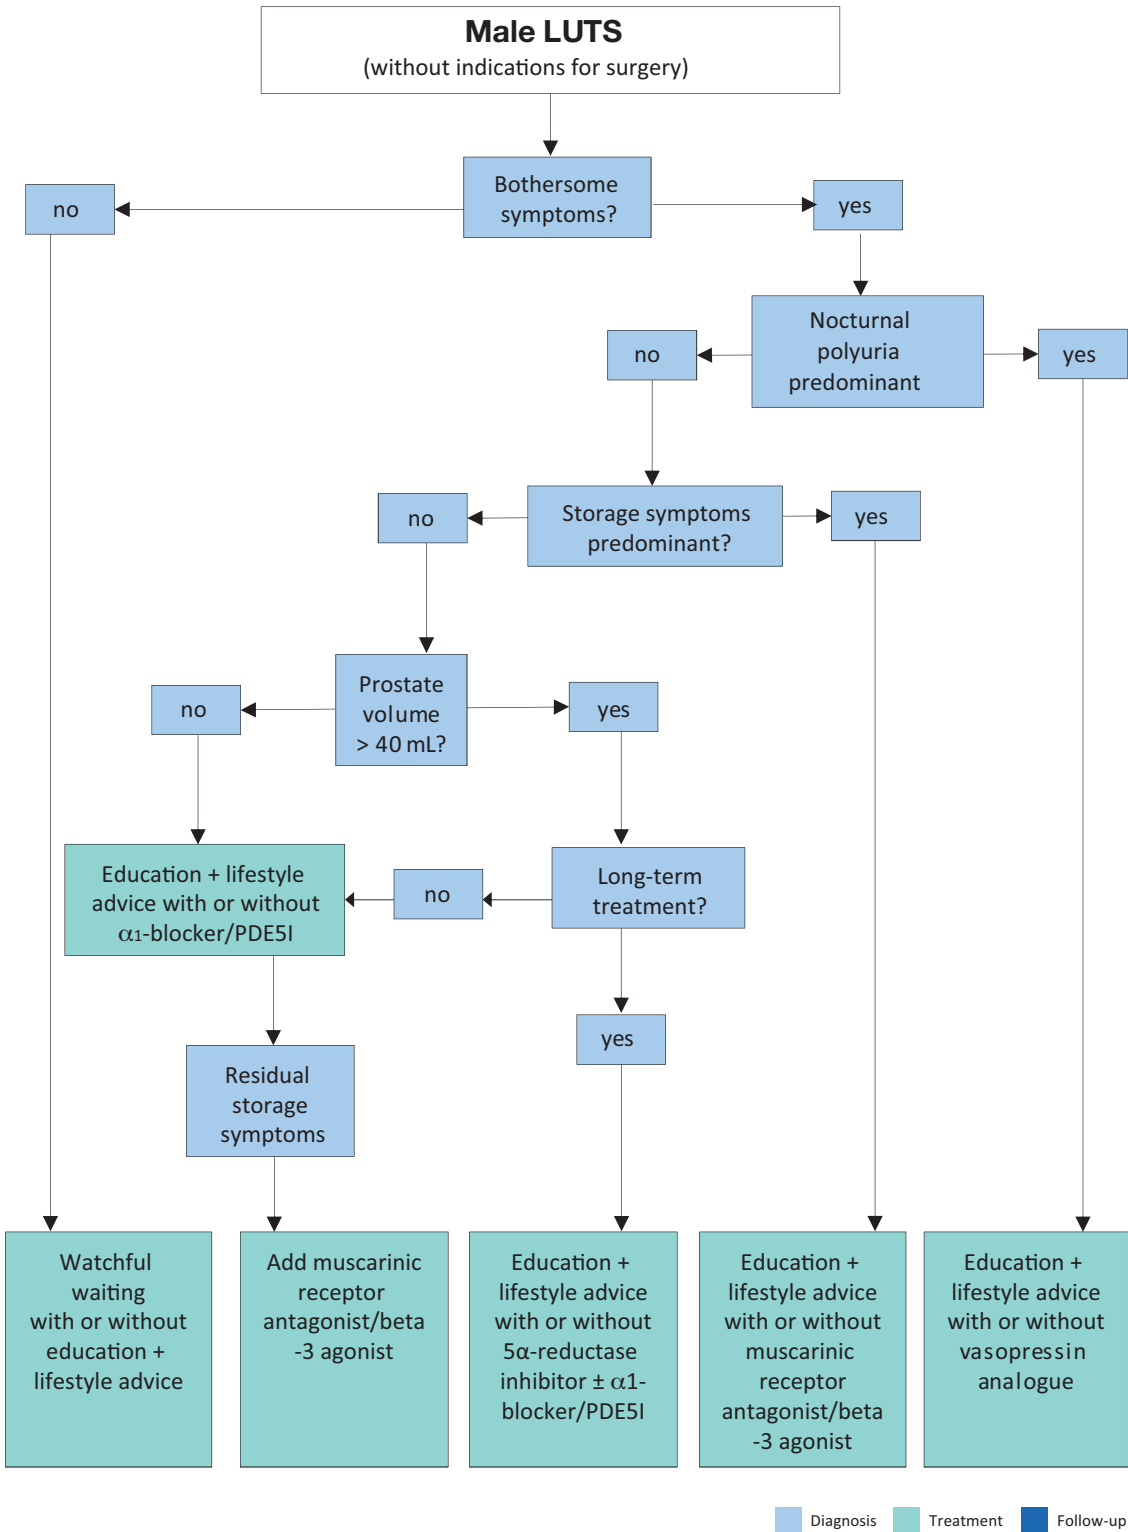 Male LUTS
(without indications for surgery)
Bothersome
symptoms?
no
yes
Nocturnal
polyuria
predominant
no
yes
Storage symptoms
predominant?
no
yes
Prostate
volume
> 40 mL?
no
yes
Education + lifestyle
advice with or without
α1-blocker/PDE5I
no
Long-term
treatment?
yes
Residual
storage
symptoms
Watchful
waiting
with or without
education +
lifestyle advice
Add muscarinic
receptor
antagonist/beta
-3 agonist
Education +
lifestyle advice
with or without
5α-reductase
inhibitor ± α1-
blocker/PDE5I
Education +
lifestyle advice
with or without
muscarinic
receptor
antagonist/beta
-3 agonist
Education +
lifestyle advice
with or without
vasopressin
analogue
Diagnosis
Treatment
Follow-up